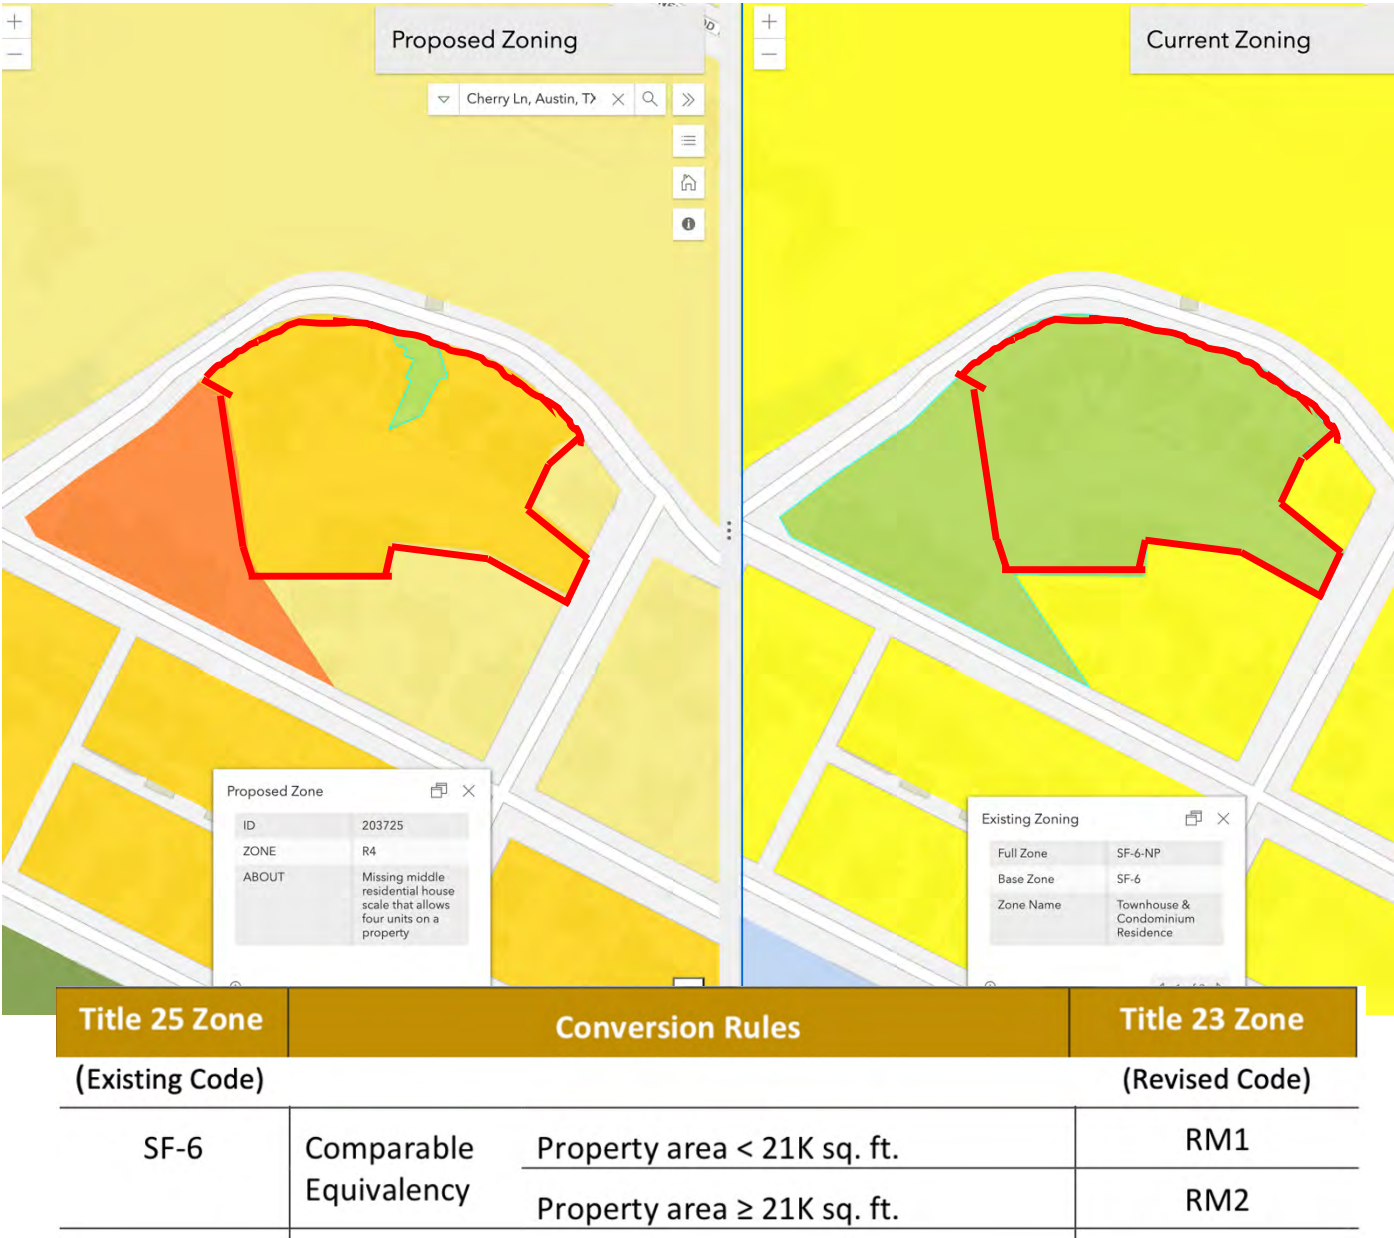 Proposed Zoning
Current Zoning
Cherry Ln, Austin, TX
Proposed Zone
ID 203725
ZONE R4
ABOUT Missing middle
residential house
scale that allows
four units on a
property
Existing Zoning
Full Zone SF-6-NP
Base Zone SF-6
Zone Name Townhouse &
Condominium
Residence
Title 25 Zone Conversion Rules Title 23 Zone
(Existing Code) (Revised Code)
SF-6 Comparable Property area < 21K sq. ft. RM1
Equivalency Property area ≥ 21K sq. ft. RM2